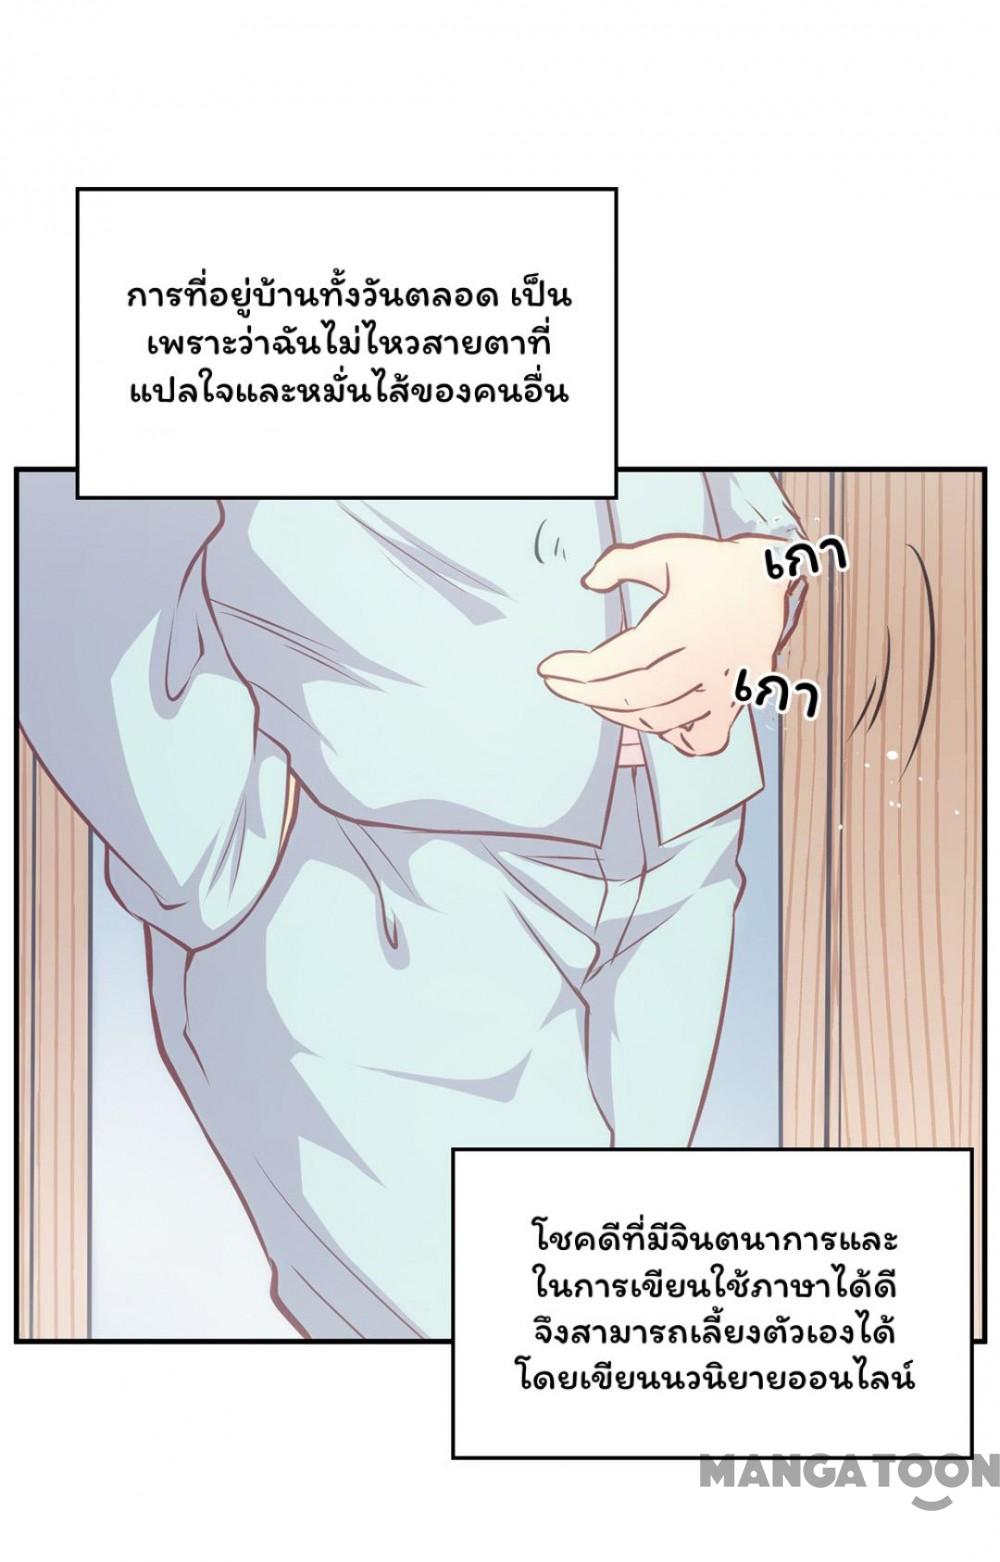 การที่อยู่บ้านทั้งวันตลอด เป็น
เพราะว่าฉันไม่ไหวสายตาที่
แปลใจและหมั่นไส้ของคนอื่น
เกา
เกา
โชคดีที่มีจินตนาการและ
ในการเขียนใช้ภาษาได้ดี
จึงสามารถเลี้ยงตัวเองได้
โดยเขียนนวนิยายออนไลน์
MANGATOON